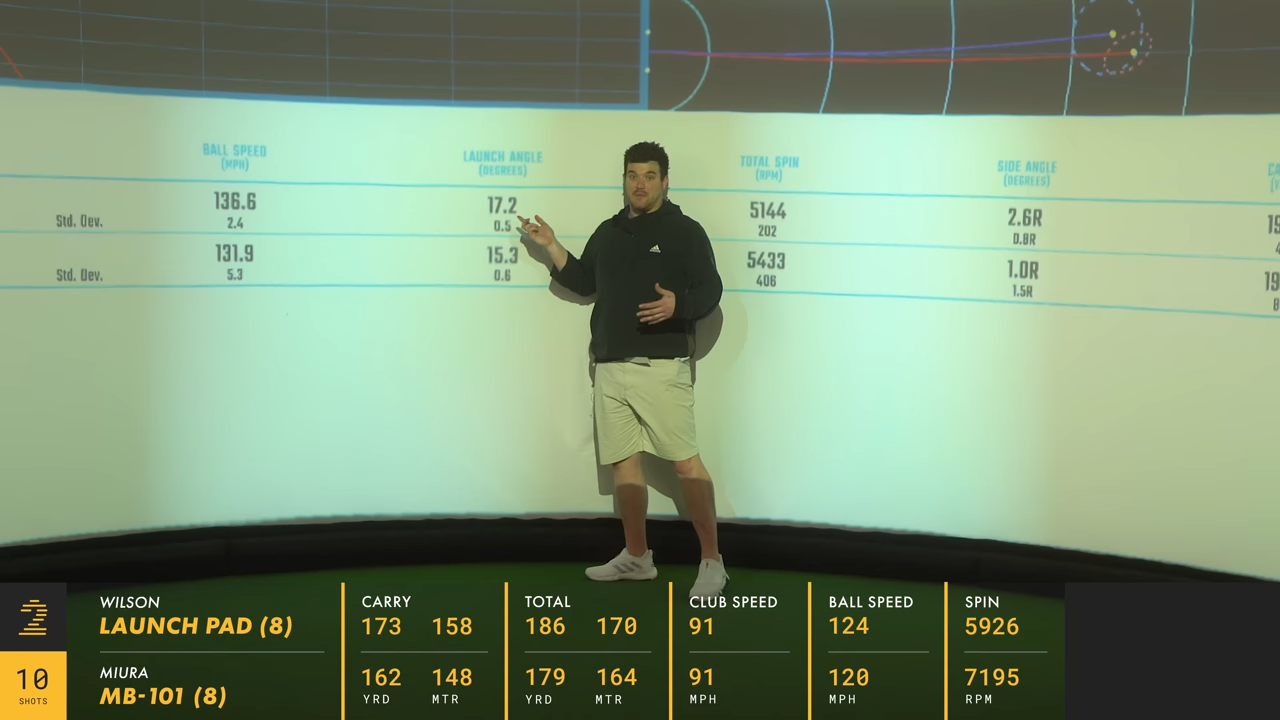 BALL SPEED LAUNCH ANGLE TOTAL SPIN SIDE ANGLE
(MPH) (DEGREES) (RPM) (DEGREES)
136.6 17.2 5144 2.6R
Std. Dev. 2.4 0.5 202 0.8R
131.9 15.3 5433 1.0R
Std. Dev. 5.3 0.6 406 1.5R
adidas
WILSON CARRY TOTAL CLUB SPEED BALL SPEED SPIN
LAUNCH PAD (8) 173 158 186 170 91 124 5926
MIURA
MB-101 (8) 162 148 179 164 91 120 7195
10 SHOTS YRD MTR YRD MTR MPH MPH RPM